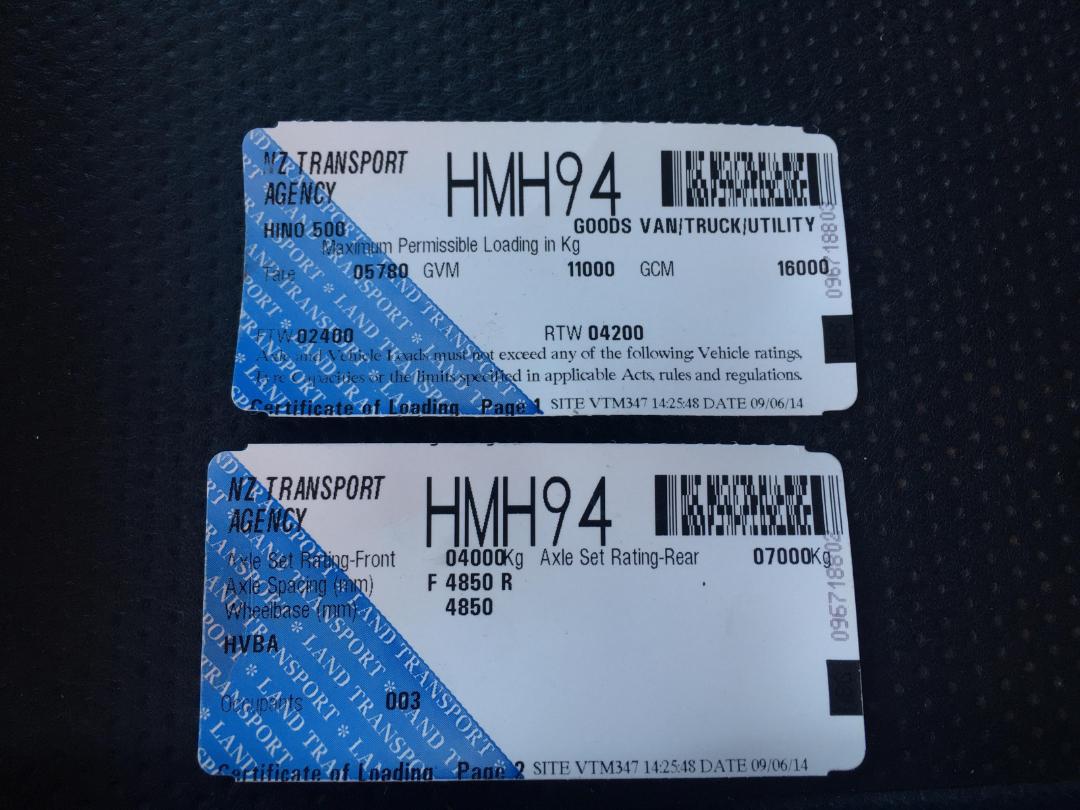 NZ TRANSPORT
AGENCY
HMH94
HINO 500 GOODS VAN/TRUCK/UTILITY
Maximum Permissible Loading in Kg
Tare 05780 GVM 11000 GCM 16000
FTW 02400 RTW 04200
Axle and Vehicle Loads must not exceed any of the following: Vehicle ratings,
Tyre Capacities or the limits specified in applicable Acts, rules and regulations.
Certificate of Loading Page 1 SITE VTM347 14:25:48 DATE 09/06/14
096718803
NZ TRANSPORT
AGENCY
HMH94
Axle Set Rating-Front 04000Kg Axle Set Rating-Rear 07000Kg
Axle Spacing (mm) F 4850 R
Wheelbase (mm) 4850
HVBA
Occupants 003
Certificate of Loading Page 2 SITE VTM347 14:25:48 DATE 09/06/14
096718802